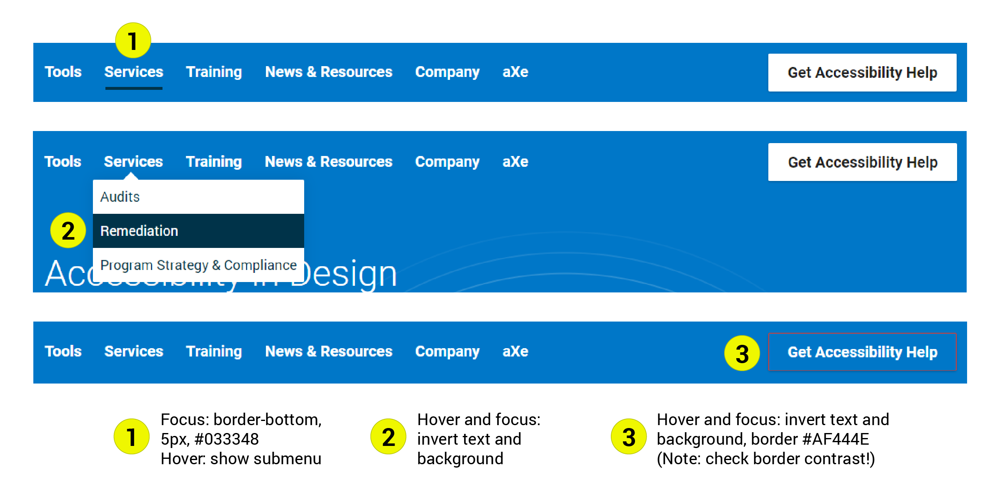 1
Tools Services Training News & Resources Company aXe Get Accessibility Help
Tools Services Training News & Resources Company aXe Get Accessibility Help
Audits
2 Remediation
Program Strategy & Compliance
Design
Tools Services Training News & Resources Company aXe 3 Get Accessibility Help
1 Focus: border-bottom,
5px, #033348
Hover: show submenu
2 Hover and focus:
invert text and
background
3 Hover and focus: invert text and
background, border #AF444E
(Note: check border contrast!)